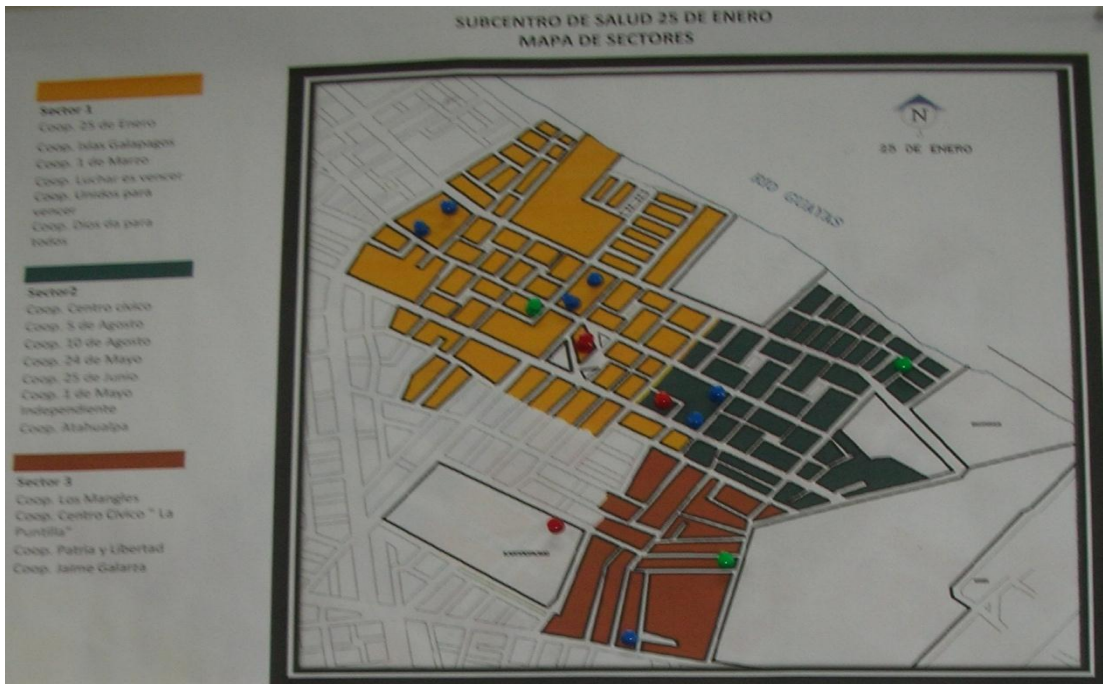 SUBCENTRO DE SALUD 25 DE ENERO
MAPA DE SECTORES
Sector 1
Coop. 25 de Enero
Coop. Islas Galapagos
Coop. 1 de Marzo
Coop. Luchar es vencer
Coop. Unidos para
vencer
Coop. Dios da para
todos
Sector2
Coop. Centro civico
Coop. 5 de Agosto
Coop. 10 de Agosto
Coop. 24 de Mayo
Coop. 25 de Junio
Coop. 1 de Mayo
Independiente
Coop. Atahualpa
Sector 3
Coop. Los Mangles
Coop. Centro Civico " La
Puntilla"
Coop. Patria y Libertad
Coop. Jaime Galarza
N
25 DE ENERO
RIO GUAYAS